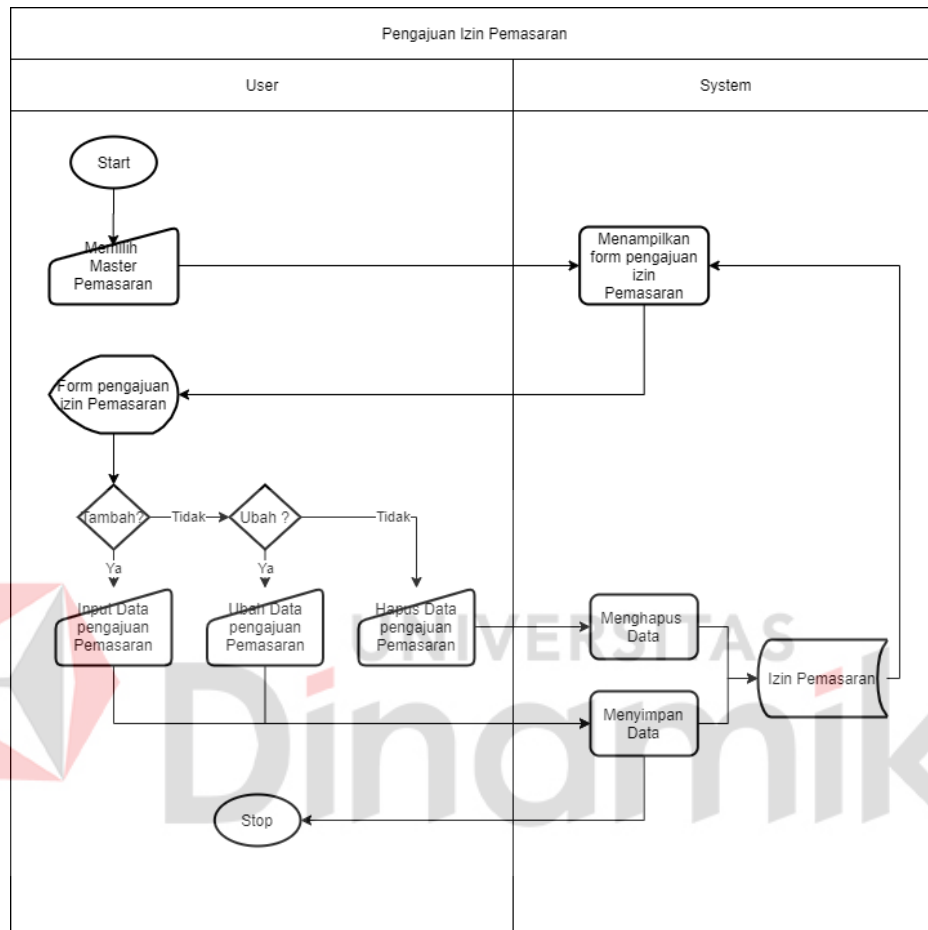 Pengajuan Izin Pemasaran
User
System
Start
Memilih
Master
Pemasaran
Menampilkan
form pengajuan
izin
Pemasaran
Form pengajuan
izin Pemasaran
Tambah?
Tidak
Ubah ?
Tidak
Ya
Ya
Input Data
pengajuan
Pemasaran
Ubah Data
pengajuan
Pemasaran
Hapus Data
pengajuan
Pemasaran
Menghapus
Data
Izin Pemasaran
Menyimpan
Data
Stop
UNIVERSITAS
Dinamik